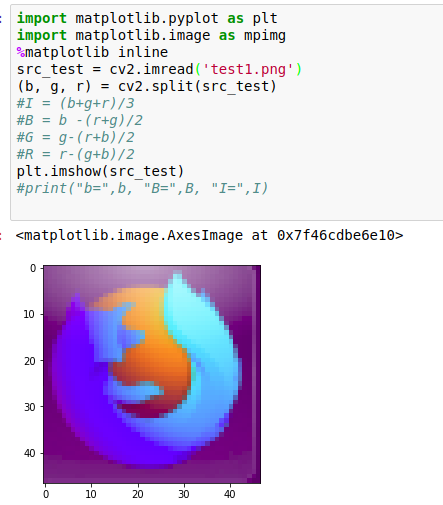 import matplotlib.pyplot as plt
import matplotlib.image as mpimg
%matplotlib inline
src_test = cv2.imread('test1.png')
(b, g, r) = cv2.split(src_test)
#I = (b+g+r)/3
#B = b -(r+g)/2
#G = g-(r+b)/2
#R = r-(g+b)/2
plt.imshow(src_test)
#print("b=",b, "B=",B, "I=",I)
<matplotlib.image.AxesImage at 0x7f46cdbe6e10>
0
10
20
30
40
0 10 20 30 40